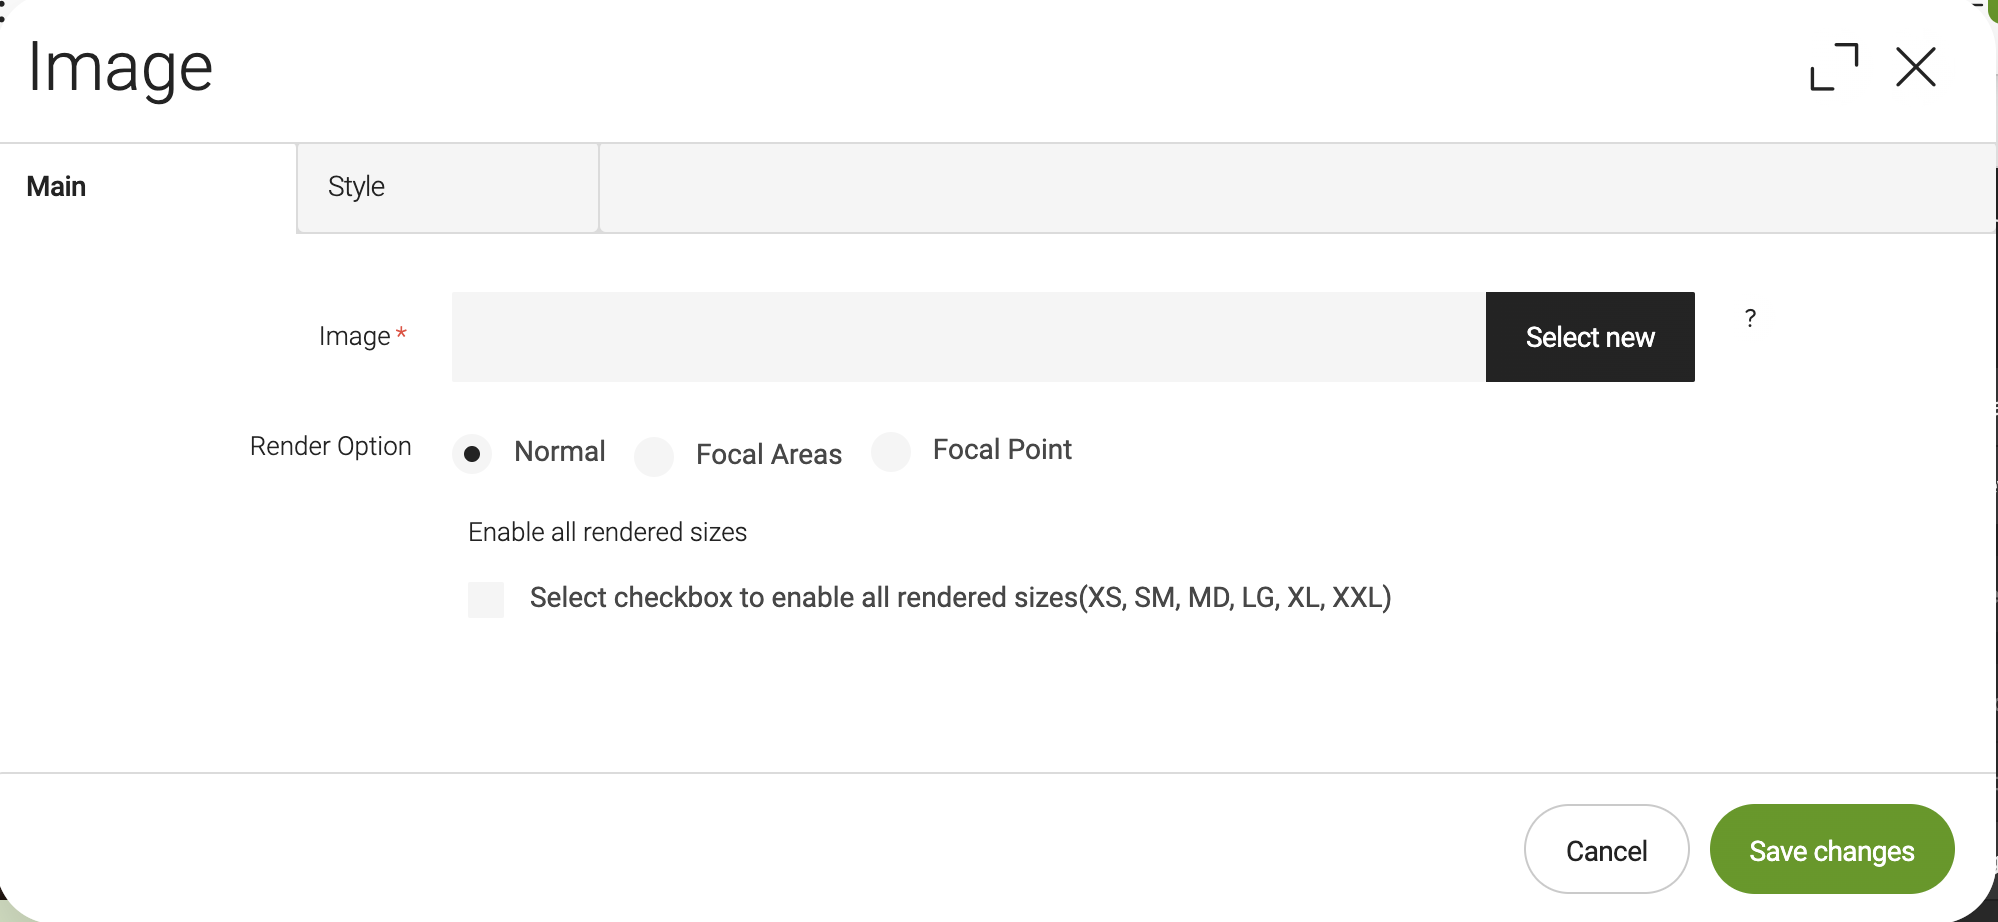 Image
Main
Style
Image *
Select new
?
Render Option
Normal
Focal Areas
Focal Point
Enable all rendered sizes
Select checkbox to enable all rendered sizes(XS, SM, MD, LG, XL, XXL)
Cancel
Save changes